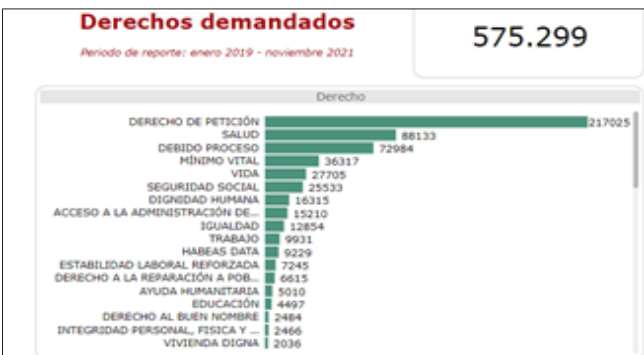 Derechos demandados
575.299
Periodo de reporte: enero 2019 - noviembre 2021
Derecho
DERECHO DE PETICIÓN 217025
SALUD 88133
DEBIDO PROCESO 72984
MÍNIMO VITAL 36317
VIDA 27705
SEGURIDAD SOCIAL 25533
DIGNIDAD HUMANA 16315
ACCESO A LA ADMINISTRACIÓN DE... 15210
IGUALDAD 12854
TRABAJO 9931
HABEAS DATA 9229
ESTABILIDAD LABORAL REFORZADA 7245
DERECHO A LA REPARACIÓN A POB... 6615
AYUDA HUMANITARIA 5010
EDUCACIÓN 4497
DERECHO AL BUEN NOMBRE 2484
INTEGRIDAD PERSONAL, FISICA Y ... 2466
VIVIENDA DIGNA 2036